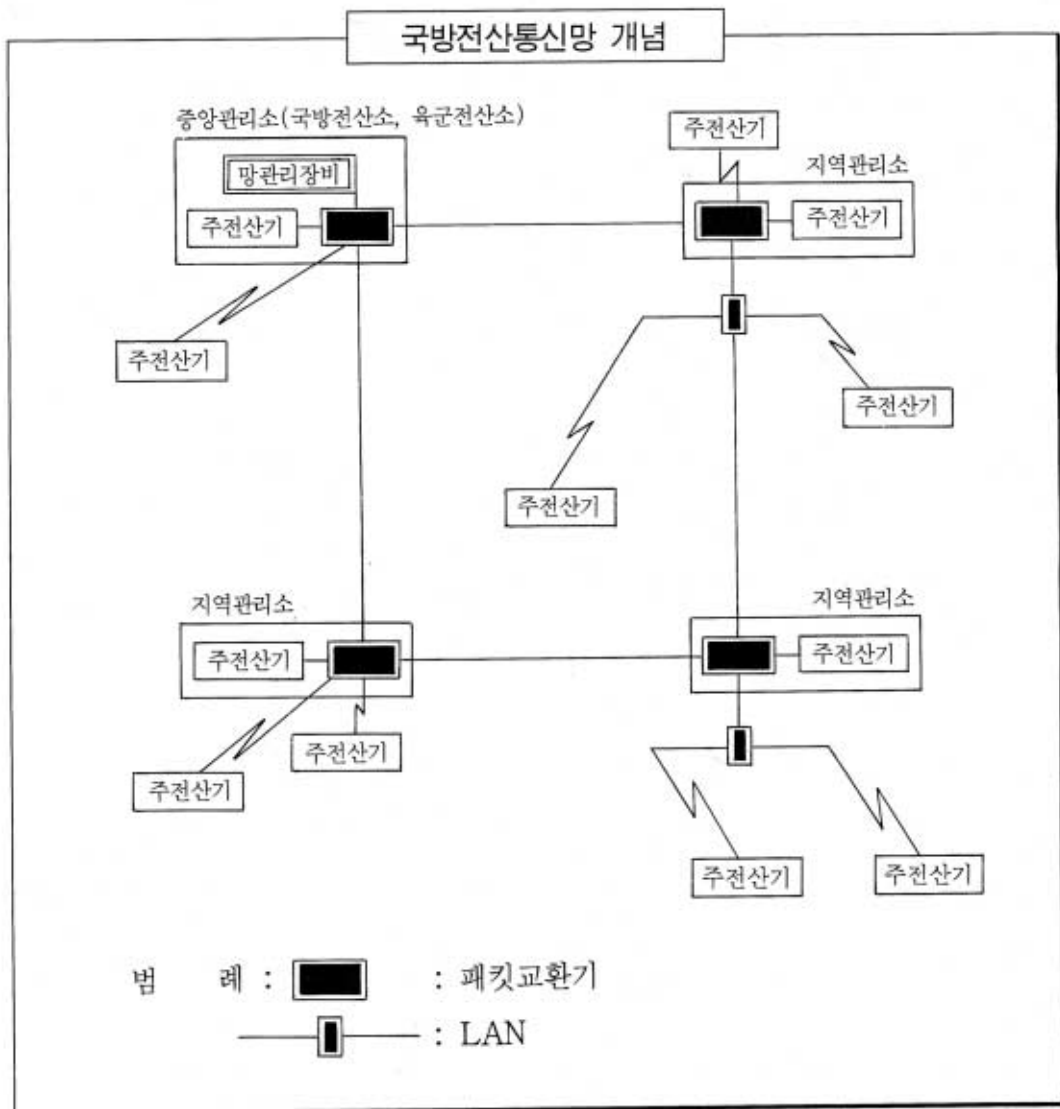 국방전산통신망 개념
중앙관리소(국방전산소, 육군전산소)
망관리장비
주전산기
주전산기
주전산기
지역관리소
주전산기
주전산기
주전산기
지역관리소
주전산기
주전산기
주전산기
지역관리소
주전산기
주전산기
주전산기
범 례 : : 패킷교환기
: LAN